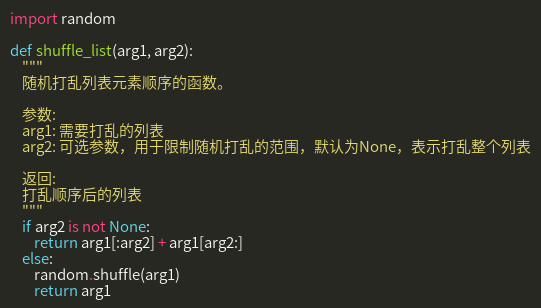 import random

def shuffle_list(arg1, arg2):
    """
    随机打乱列表元素顺序的函数。

    参数:
    arg1: 需要打乱的列表
    arg2: 可选参数，用于限制随机打乱的范围，默认为None，表示打乱整个列表

    返回:
    打乱顺序后的列表
    """
    if arg2 is not None:
        return arg1[:arg2] + arg1[arg2:]
    else:
        random.shuffle(arg1)
        return arg1